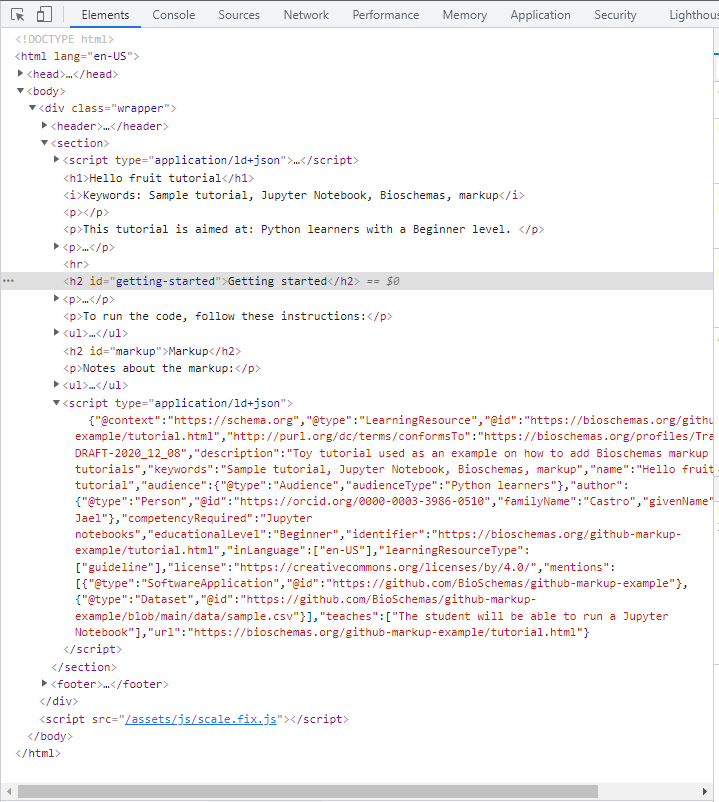 Elements Console Sources Network Performance Memory Application Security Lighthous
<!DOCTYPE html>
<html lang="en-US">
<head>…</head>
<body>
<div class="wrapper">
<header>…</header>
<section>
<script type="application/ld+json">…</script>
<h1>Hello fruit tutorial</h1>
<i>Keywords: Sample tutorial, Jupyter Notebook, Bioschemas, markup</i>
<p></p>
<p>This tutorial is aimed at: Python learners with a Beginner level. </p>
<p>…</p>
<hr>
<h2 id="getting-started">Getting started</h2> == $0
<p>…</p>
<p>To run the code, follow these instructions:</p>
<ul>…</ul>
<h2 id="markup">Markup</h2>
<p>Notes about the markup:</p>
<ul>…</ul>
<script type="application/ld+json">
{"@context":"https://schema.org","@type":"LearningResource","@id":"https://bioschemas.org/githu
example/tutorial.html","http://purl.org/dc/terms/conformsTo":"https://bioschemas.org/profiles/Tra
DRAFT-2020_12_08","description":"Toy tutorial used as an example on how to add Bioschemas markup
tutorials","keywords":"Sample tutorial, Jupyter Notebook, Bioschemas, markup","name":"Hello fruit
tutorial","audience":{"@type":"Audience","audienceType":"Python learners"},"author":
{"@type":"Person","@id":"https://orcid.org/0000-0003-3986-0510","familyName":"Castro","givenName"
Jael"},"competencyRequired":"Jupyter
notebooks","educationalLevel":"Beginner","identifier":"https://bioschemas.org/github-markup-
example/tutorial.html","inLanguage":["en-US"],"learningResourceType":
["guideline"],"license":"https://creativecommons.org/licenses/by/4.0/","mentions":
[{"@type":"SoftwareApplication","@id":"https://github.com/BioSchemas/github-markup-example"},
{"@type":"Dataset","@id":"https://github.com/BioSchemas/github-markup-
example/blob/main/data/sample.csv"}],"teaches":["The student will be able to run a Jupyter
Notebook"],"url":"https://bioschemas.org/github-markup-example/tutorial.html"}
</script>
</section>
<footer>…</footer>
</div>
<script src="/assets/js/scale.fix.js"></script>
</body>
</html>